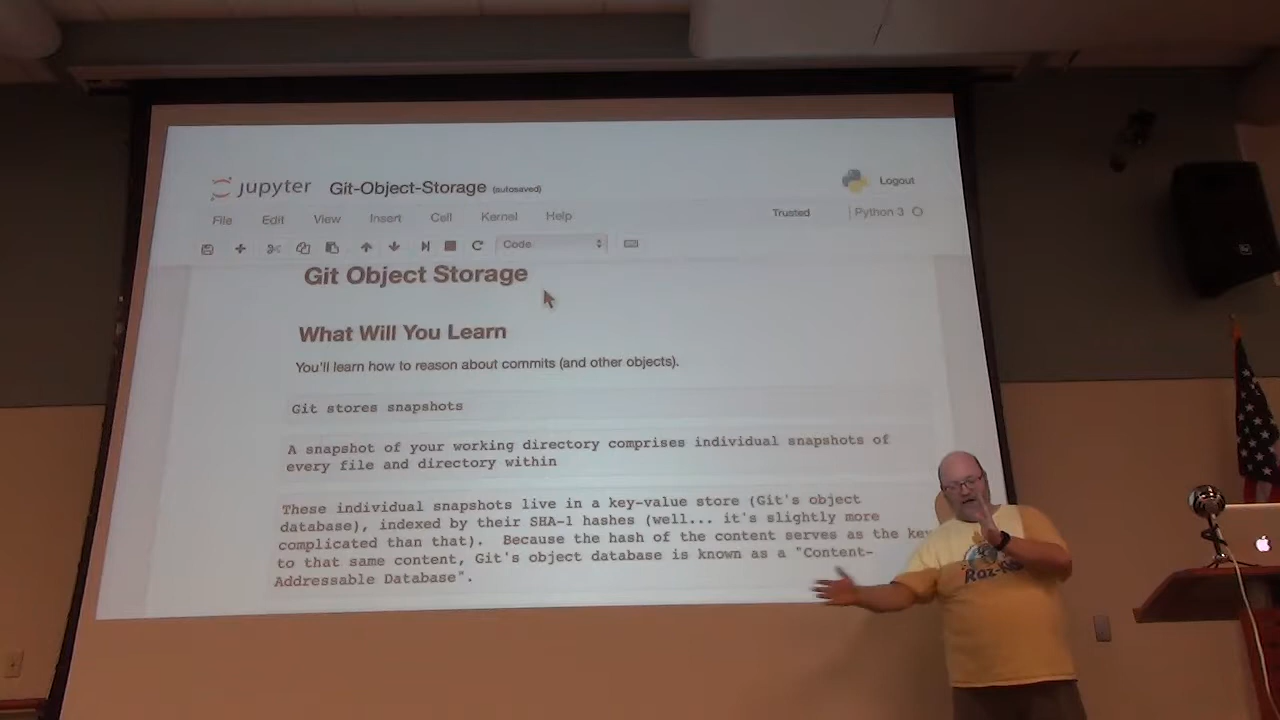 jupyter Git-Object-Storage (autosaved) Logout
File Edit View Insert Cell Kernel Help Trusted Python 3
Code
Git Object Storage
What Will You Learn
You'll learn how to reason about commits (and other objects).
Git stores snapshots
A snapshot of your working directory comprises individual snapshots of
every file and directory within
These individual snapshots live in a key-value store (Git's object
database), indexed by their SHA-1 hashes (well... it's slightly more
complicated than that). Because the hash of the content serves as the key
to that same content, Git's object database is known as a "Content-
Addressable Database".